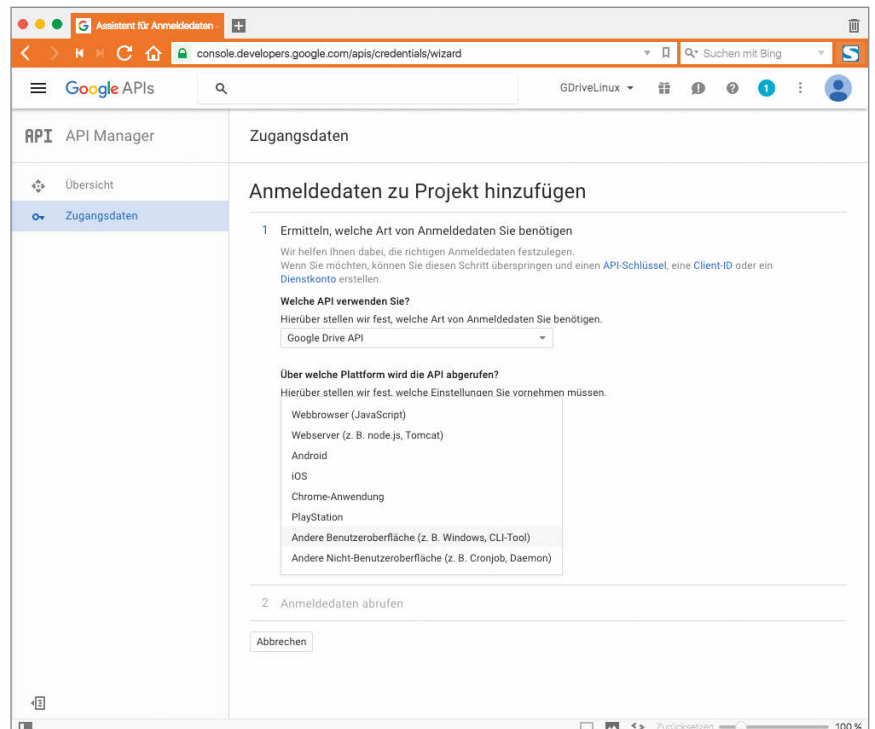 Assistent für Anmeldedaten -
console.developers.google.com/apis/credentials/wizard
Suchen mit Bing
Google APIs
GDriveLinux
1
API API Manager
Zugangsdaten
Übersicht
Zugangsdaten
Anmeldedaten zu Projekt hinzufügen
1 Ermitteln, welche Art von Anmeldedaten Sie benötigen
Wir helfen Ihnen dabei, die richtigen Anmeldedaten festzulegen.
Wenn Sie möchten, können Sie diesen Schritt überspringen und einen API-Schlüssel, eine Client-ID oder ein
Dienstkonto erstellen.
Welche API verwenden Sie?
Hierüber stellen wir fest, welche Art von Anmeldedaten Sie benötigen.
Google Drive API
Über welche Plattform wird die API abgerufen?
Hierüber stellen wir fest, welche Einstellungen Sie vornehmen müssen.
Webbrowser (JavaScript)
Webserver (z. B. node.js, Tomcat)
Android
iOS
Chrome-Anwendung
PlayStation
Andere Benutzeroberfläche (z. B. Windows, CLI-Tool)
Andere Nicht-Benutzeroberfläche (z. B. Cronjob, Daemon)
2 Anmeldedaten abrufen
Abbrechen
Zurücksetzen
100 %